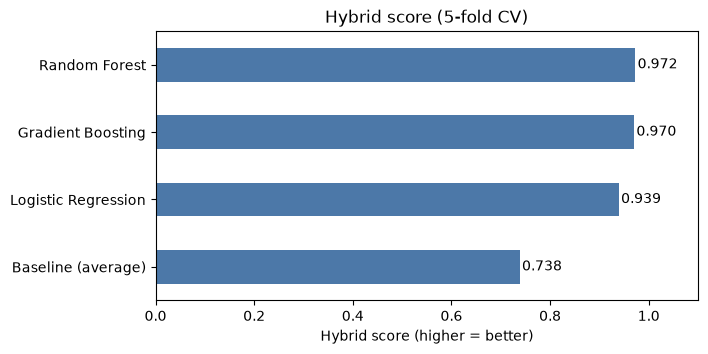 Hybrid score (5-fold CV)
Random Forest 0.972
Gradient Boosting 0.970
Logistic Regression 0.939
Baseline (average) 0.738
0.0 0.2 0.4 0.6 0.8 1.0
Hybrid score (higher = better)